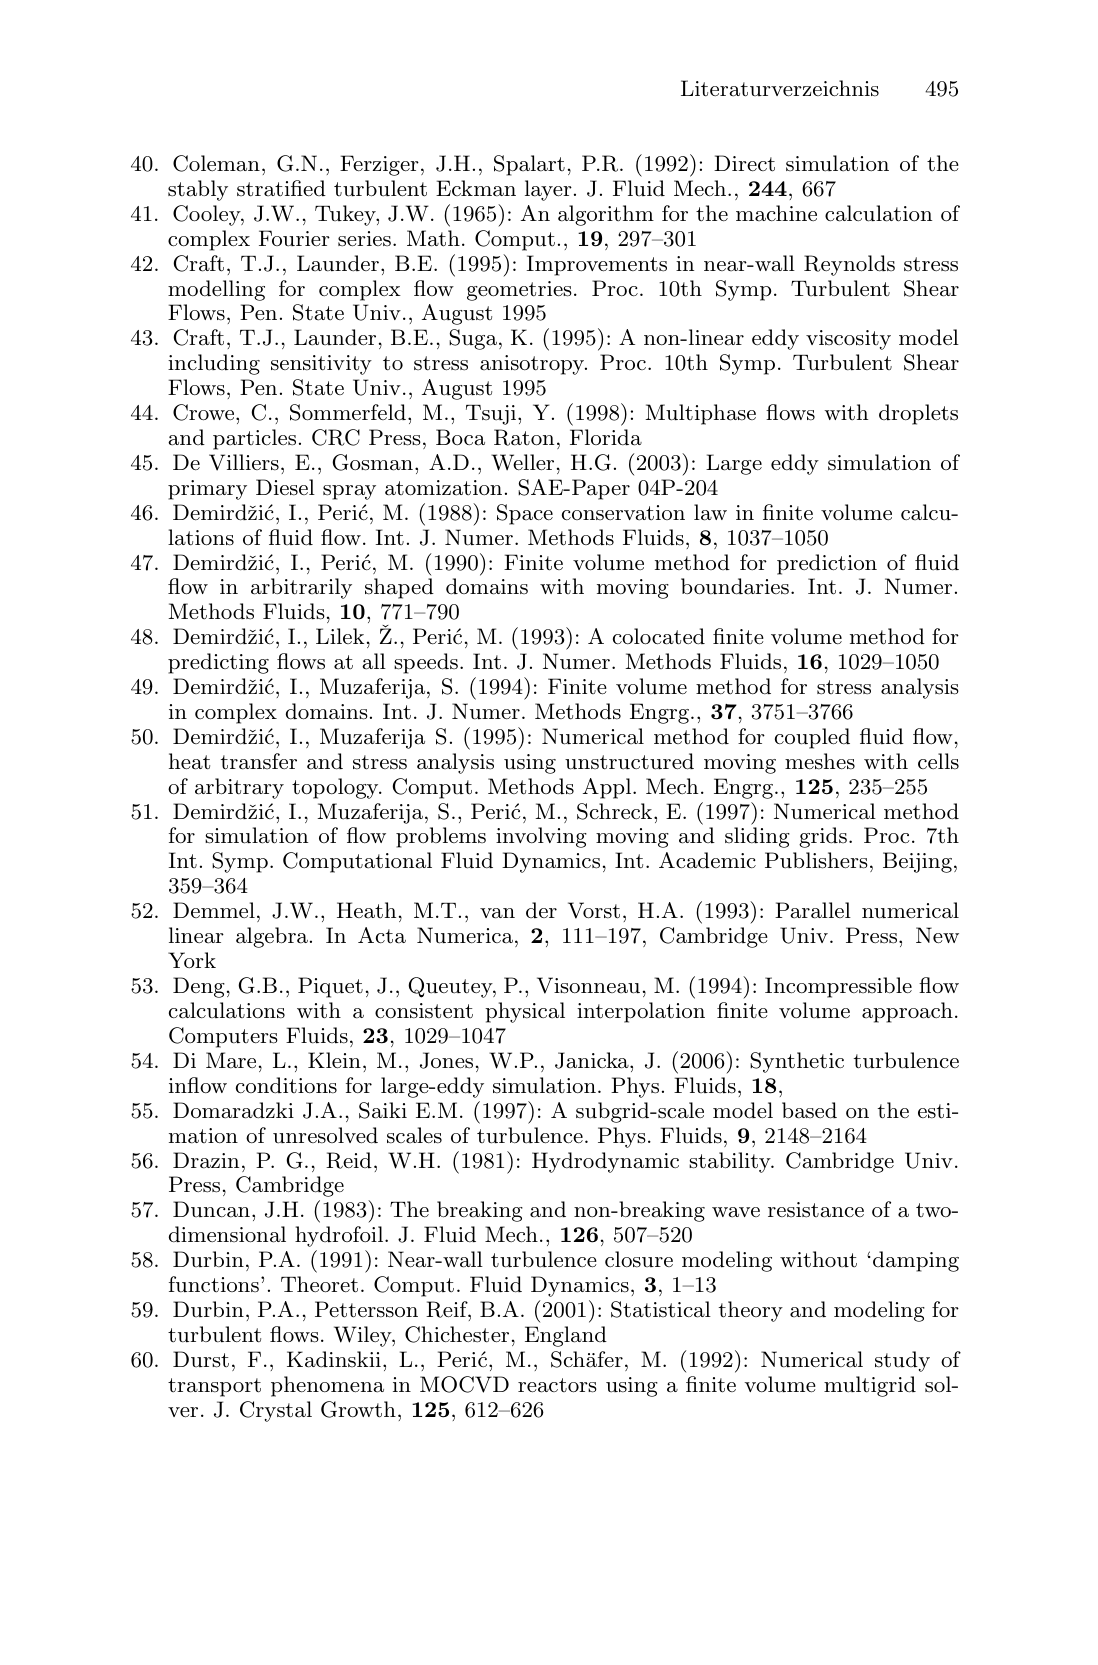 Literaturverzeichnis 495
40. Coleman, G.N., Ferziger, J.H., Spalart, P.R. (1992): Direct simulation of the
stably stratified turbulent Eckman layer. J. Fluid Mech., 244, 667
41. Cooley, J.W., Tukey, J.W. (1965): An algorithm for the machine calculation of
complex Fourier series. Math. Comput., 19, 297–301
42. Craft, T.J., Launder, B.E. (1995): Improvements in near-wall Reynolds stress
modelling for complex flow geometries. Proc. 10th Symp. Turbulent Shear
Flows, Pen. State Univ., August 1995
43. Craft, T.J., Launder, B.E., Suga, K. (1995): A non-linear eddy viscosity model
including sensitivity to stress anisotropy. Proc. 10th Symp. Turbulent Shear
Flows, Pen. State Univ., August 1995
44. Crowe, C., Sommerfeld, M., Tsuji, Y. (1998): Multiphase flows with droplets
and particles. CRC Press, Boca Raton, Florida
45. De Villiers, E., Gosman, A.D., Weller, H.G. (2003): Large eddy simulation of
primary Diesel spray atomization. SAE-Paper 04P-204
46. Demirdžić, I., Perić, M. (1988): Space conservation law in finite volume calcu-
lations of fluid flow. Int. J. Numer. Methods Fluids, 8, 1037–1050
47. Demirdžić, I., Perić, M. (1990): Finite volume method for prediction of fluid
flow in arbitrarily shaped domains with moving boundaries. Int. J. Numer.
Methods Fluids, 10, 771–790
48. Demirdžić, I., Lilek, Ž., Perić, M. (1993): A colocated finite volume method for
predicting flows at all speeds. Int. J. Numer. Methods Fluids, 16, 1029–1050
49. Demirdžić, I., Muzaferija, S. (1994): Finite volume method for stress analysis
in complex domains. Int. J. Numer. Methods Engrg., 37, 3751–3766
50. Demirdžić, I., Muzaferija S. (1995): Numerical method for coupled fluid flow,
heat transfer and stress analysis using unstructured moving meshes with cells
of arbitrary topology. Comput. Methods Appl. Mech. Engrg., 125, 235–255
51. Demirdžić, I., Muzaferija, S., Perić, M., Schreck, E. (1997): Numerical method
for simulation of flow problems involving moving and sliding grids. Proc. 7th
Int. Symp. Computational Fluid Dynamics, Int. Academic Publishers, Beijing,
359–364
52. Demmel, J.W., Heath, M.T., van der Vorst, H.A. (1993): Parallel numerical
linear algebra. In Acta Numerica, 2, 111–197, Cambridge Univ. Press, New
York
53. Deng, G.B., Piquet, J., Queutey, P., Visonneau, M. (1994): Incompressible flow
calculations with a consistent physical interpolation finite volume approach.
Computers Fluids, 23, 1029–1047
54. Di Mare, L., Klein, M., Jones, W.P., Janicka, J. (2006): Synthetic turbulence
inflow conditions for large-eddy simulation. Phys. Fluids, 18,
55. Domaradzki J.A., Saiki E.M. (1997): A subgrid-scale model based on the esti-
mation of unresolved scales of turbulence. Phys. Fluids, 9, 2148–2164
56. Drazin, P. G., Reid, W.H. (1981): Hydrodynamic stability. Cambridge Univ.
Press, Cambridge
57. Duncan, J.H. (1983): The breaking and non-breaking wave resistance of a two-
dimensional hydrofoil. J. Fluid Mech., 126, 507–520
58. Durbin, P.A. (1991): Near-wall turbulence closure modeling without ‘damping
functions’. Theoret. Comput. Fluid Dynamics, 3, 1–13
59. Durbin, P.A., Pettersson Reif, B.A. (2001): Statistical theory and modeling for
turbulent flows. Wiley, Chichester, England
60. Durst, F., Kadinskii, L., Perić, M., Schäfer, M. (1992): Numerical study of
transport phenomena in MOCVD reactors using a finite volume multigrid sol-
ver. J. Crystal Growth, 125, 612–626